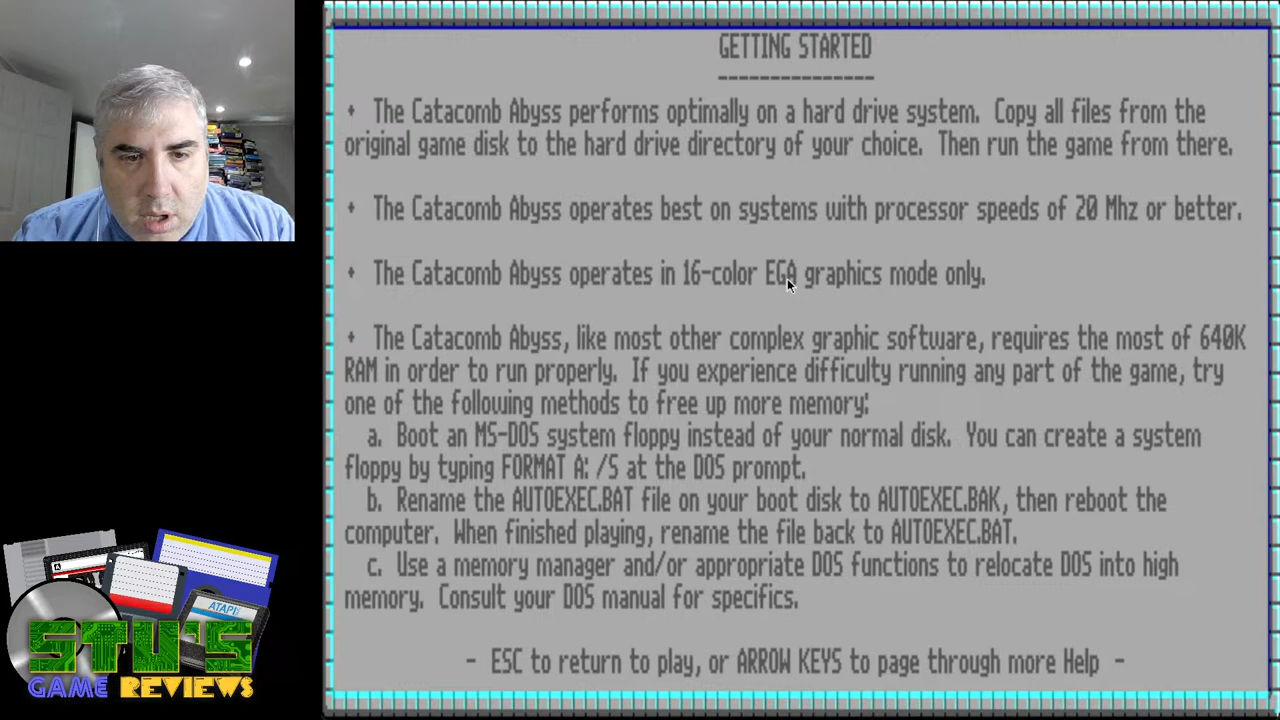 GETTING STARTED
---------------
• The Catacomb Abyss performs optimally on a hard drive system.  Copy all files from the
original game disk to the hard drive directory of your choice.  Then run the game from there.
• The Catacomb Abyss operates best on systems with processor speeds of 20 Mhz or better.
• The Catacomb Abyss operates in 16-color EGA graphics mode only.
• The Catacomb Abyss, like most other complex graphic software, requires the most of 640K
RAM in order to run properly.  If you experience difficulty running any part of the game, try
one of the following methods to free up more memory:
a.  Boot an MS-DOS system floppy instead of your normal disk.  You can create a system
floppy by typing FORMAT A: /S at the DOS prompt.
b.  Rename the AUTOEXEC.BAT file on your boot disk to AUTOEXEC.BAK, then reboot the
computer.  When finished playing, rename the file back to AUTOEXEC.BAT.
c.  Use a memory manager and/or appropriate DOS functions to relocate DOS into high
memory.  Consult your DOS manual for specifics.
- ESC to return to play, or ARROW KEYS to page through more Help -
A
ATAPI
STU'S
GAME REVIEWS